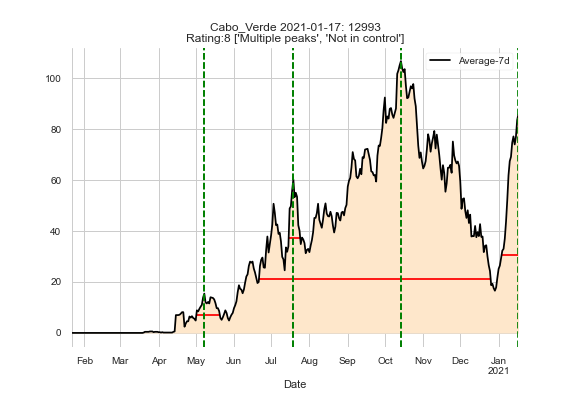 Cabo_Verde 2021-01-17: 12993
Rating:8 ['Multiple peaks', 'Not in control']
Average-7d
100
80
60
40
20
0
Feb Mar Apr May Jun Jul Aug Sep Oct Nov Dec Jan
2021
Date